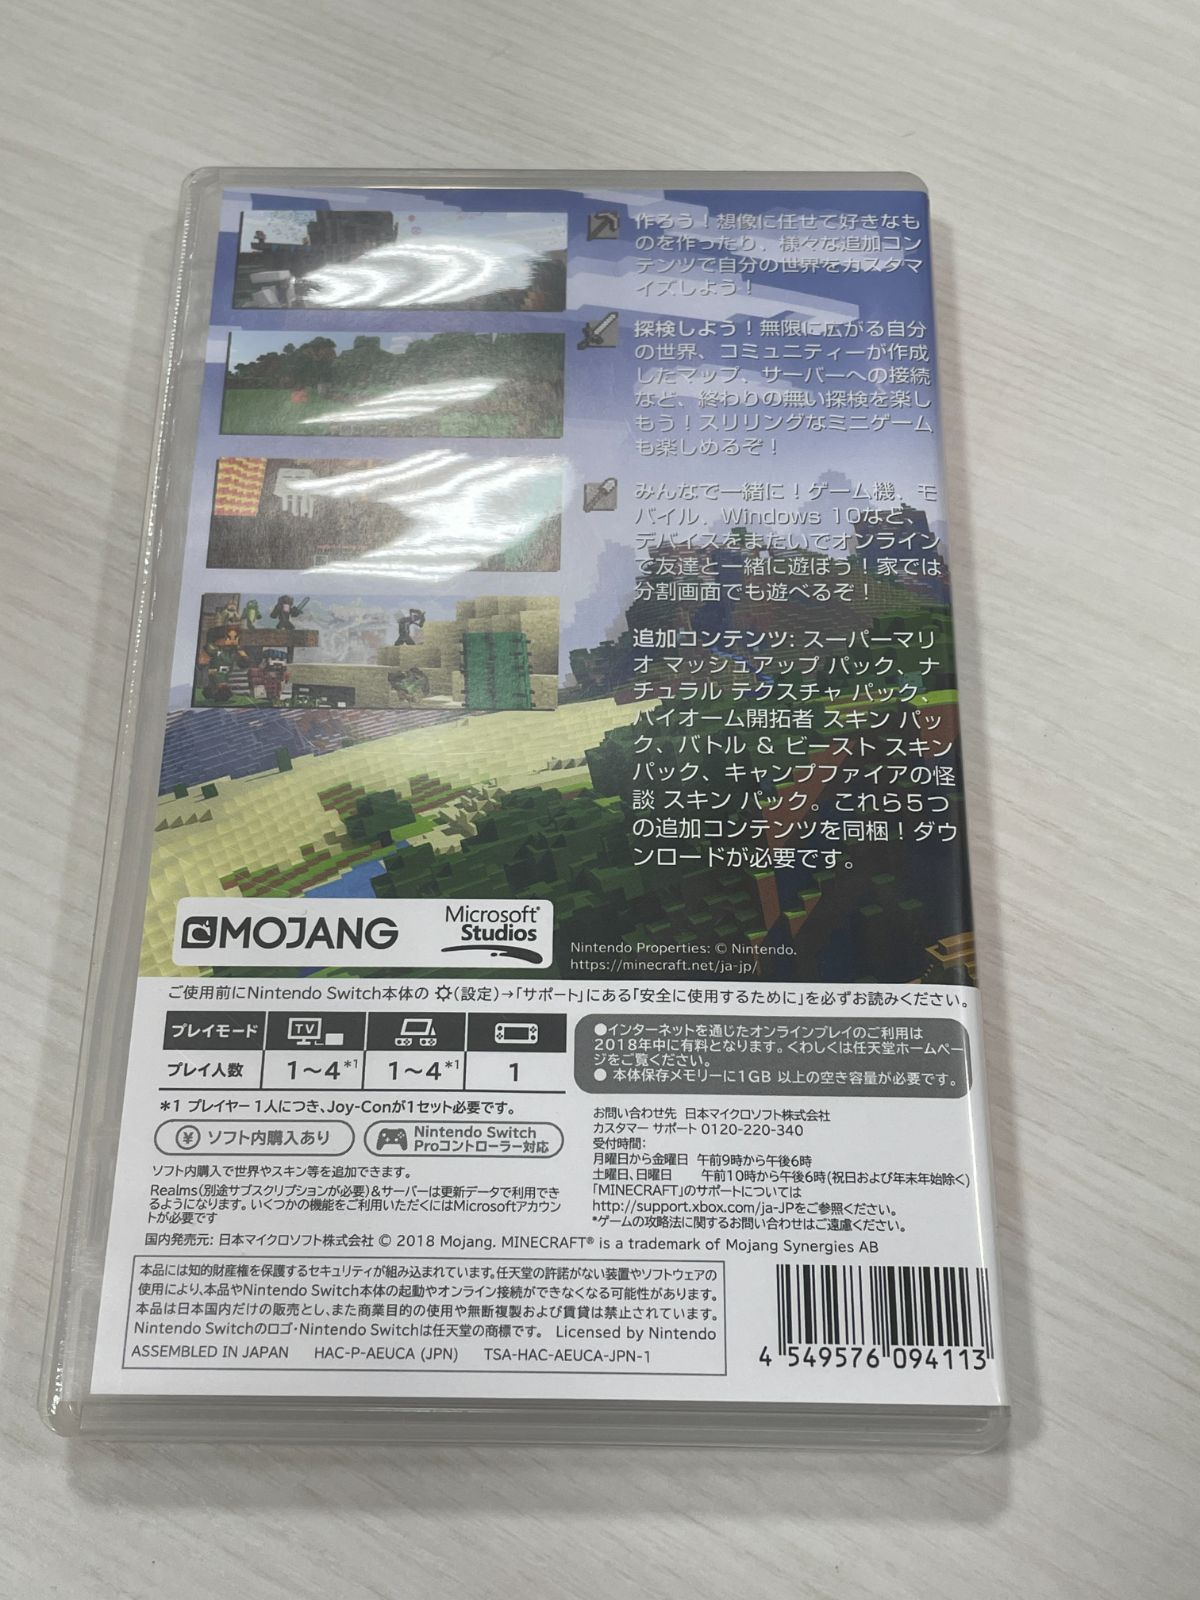 作ろう！想像に任せて好きなも
のを作ったり、様々な追加コン
テンツで自分の世界をカスタマ
イズしよう！
探検しよう！無限に広がる自分
の世界、コミュニティーが作成
したマップ、サーバーへの接続
など、終わりの無い探検を楽し
もう！スリリングなミニゲーム
も楽しめるぞ！
みんなで一緒に！ゲーム機、モ
バイル、Windows 10など、
デバイスをまたいでオンライン
で友達と一緒に遊ぼう！家では
分割画面でも遊べるぞ！
追加コンテンツ: スーパーマリ
オ マッシュアップ パック、ナ
チュラル テクスチャ パック、
バイオーム開拓者 スキン パッ
ク、バトル & ビースト スキン
パック、キャンプファイアの怪
談 スキン パック。これら5つ
の追加コンテンツを同梱！ダウ
ンロードが必要です。
MOJANG
Microsoft®
Studios
Nintendo Properties: © Nintendo.
https://minecraft.net/ja-jp/
ご使用前にNintendo Switch本体の(設定)→「サポート」にある「安全に使用するために」を必ずお読みください。
プレイモード TV
プレイ人数 1～4*1 1～4*1 1
*1 プレイヤー1人につき、Joy-Conが1セット必要です。
¥ ソフト内購入あり
Nintendo Switch
Proコントローラー対応
ソフト内購入で世界やスキン等を追加できます。
Realms(別途サブスクリプションが必要)&サーバーは更新データで利用でき
るようになります。いくつかの機能をご利用いただくにはMicrosoftアカウン
トが必要です
●インターネットを通じたオンラインプレイのご利用は
2018年中に有料となります。くわしくは任天堂ホームペー
ジをご覧ください。
● 本体保存メモリーに1GB 以上の空き容量が必要です。
お問い合わせ先 日本マイクロソフト株式会社
カスタマー サポート 0120-220-340
受付時間：
月曜日から金曜日 午前9時から午後6時
土曜日、日曜日 午前10時から午後6時(祝日および年末年始除く)
「MINECRAFT」のサポートについては
http://support.xbox.com/ja-JPをご参照ください。
*ゲームの攻略法に関するお問い合わせはご遠慮ください。
国内発売元: 日本マイクロソフト株式会社 © 2018 Mojang. MINECRAFT® is a trademark of Mojang Synergies AB
本品には知的財産権を保護するセキュリティが組み込まれています。任天堂の許諾がない装置やソフトウェアの
使用により、本品やNintendo Switch本体の起動やオンライン接続ができなくなる可能性があります。
本品は日本国内だけの販売とし、また商業目的の使用や無断複製および賃貸は禁止されています。
Nintendo Switchのロゴ・Nintendo Switchは任天堂の商標です。 Licensed by Nintendo
ASSEMBLED IN JAPAN HAC-P-AEUCA (JPN) TSA-HAC-AEUCA-JPN-1
4 549576 094113